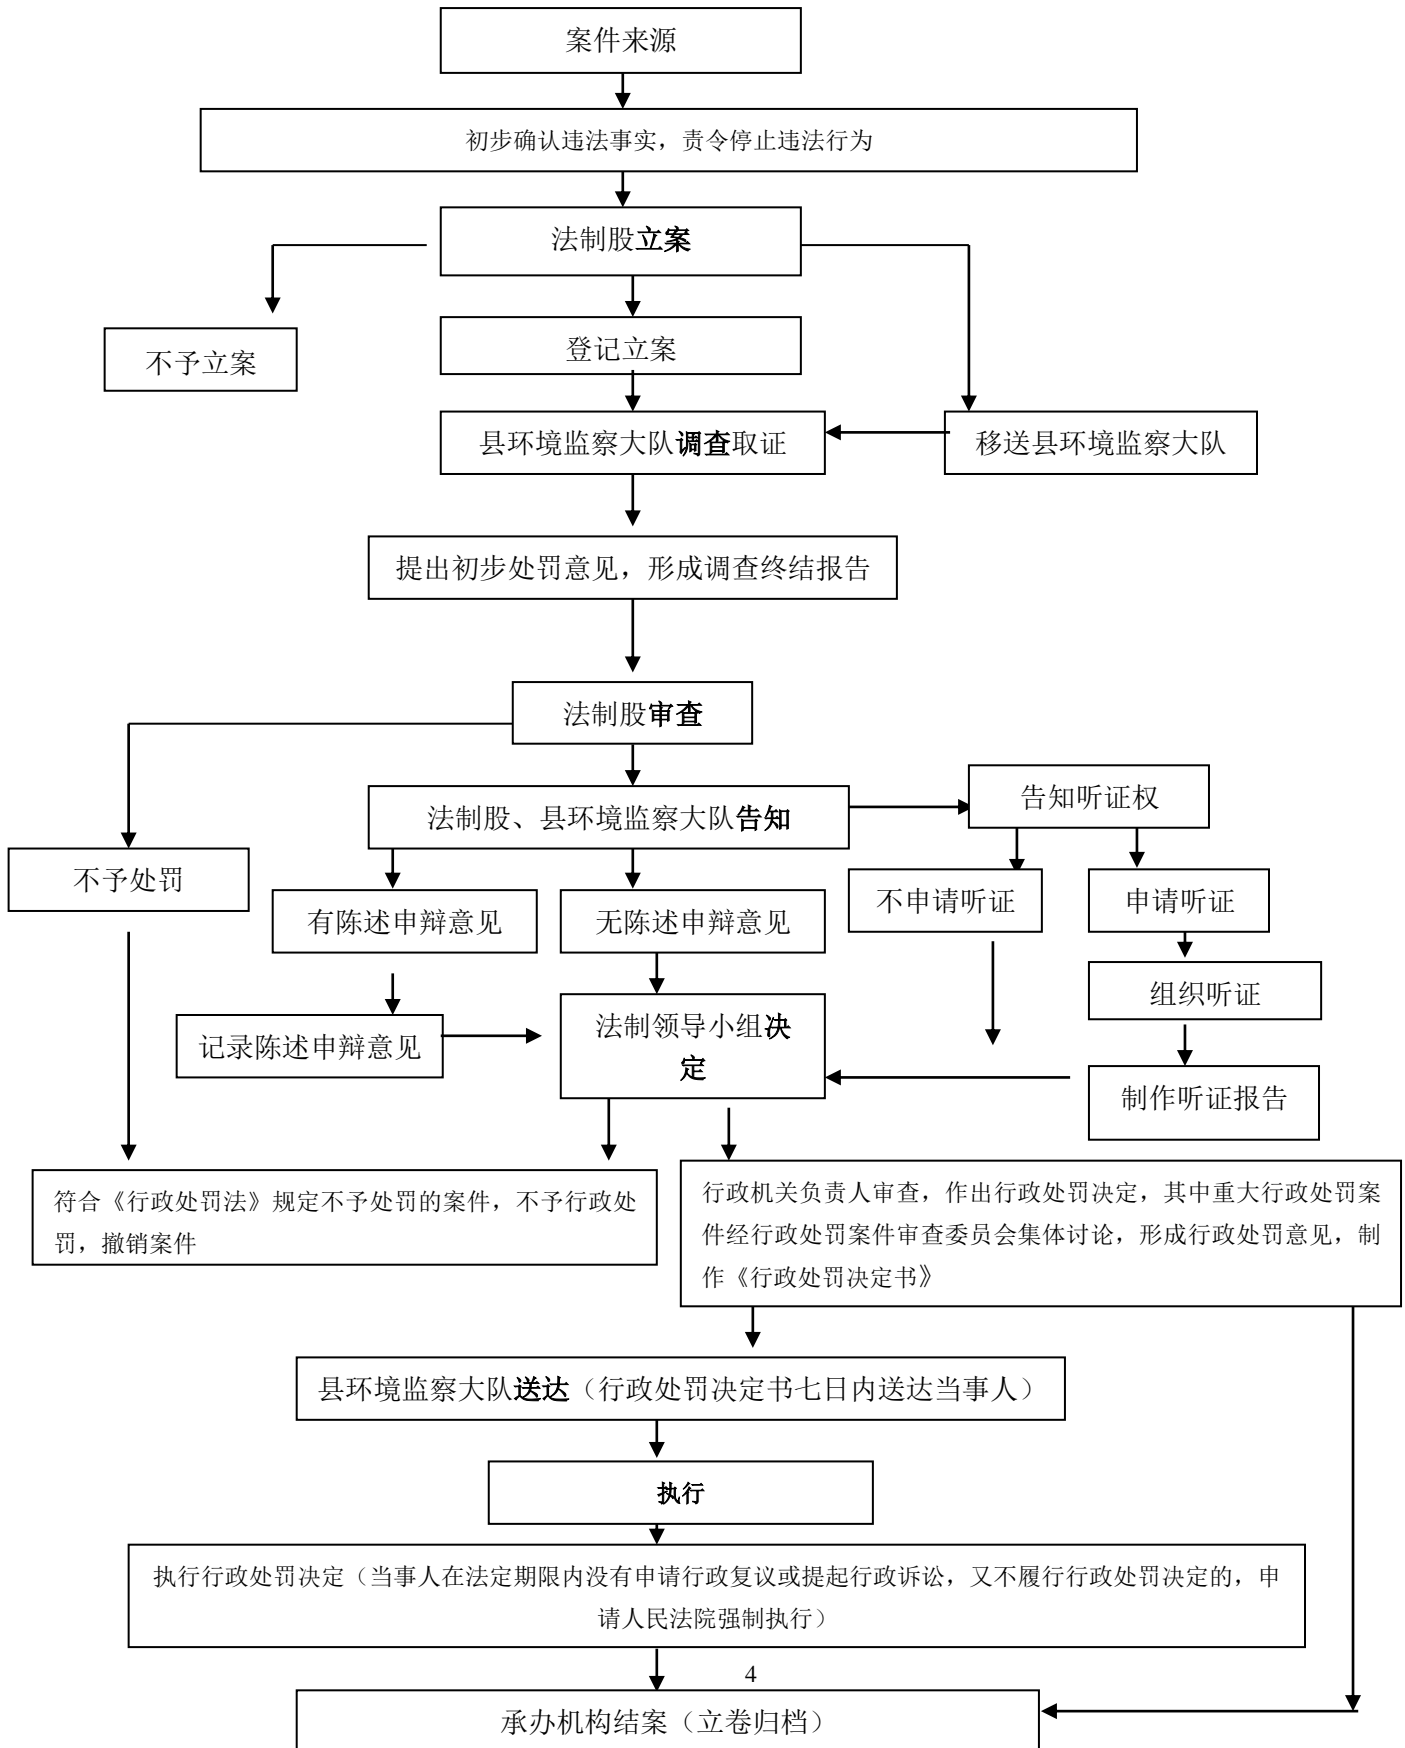 案件来源
初步确认违法事实，责令停止违法行为
法制股立案
不予立案
登记立案
县环境监察大队调查取证
移送县环境监察大队
提出初步处罚意见，形成调查终结报告
法制股审查
法制股、县环境监察大队告知
告知听证权
不予处罚
有陈述申辩意见
无陈述申辩意见
不申请听证
申请听证
组织听证
记录陈述申辩意见
法制领导小组决
定
制作听证报告
符合《行政处罚法》规定不予处罚的案件，不予行政处
罚，撤销案件
行政机关负责人审查，作出行政处罚决定，其中重大行政处罚案
件经行政处罚案件审查委员会集体讨论，形成行政处罚意见，制
作《行政处罚决定书》
县环境监察大队送达（行政处罚决定书七日内送达当事人）
执行
执行行政处罚决定（当事人在法定期限内没有申请行政复议或提起行政诉讼，又不履行行政处罚决定的，申
请人民法院强制执行）
4
承办机构结案（立卷归档）